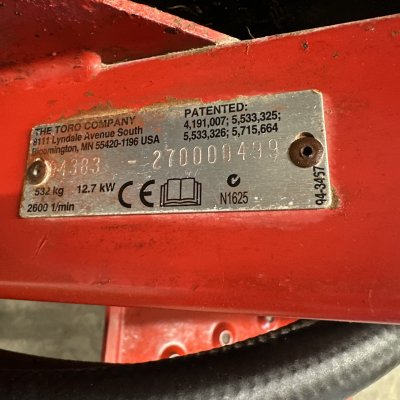 THE TORO COMPANY
8111 Lyndale Avenue South
Bloomington, MN 55420-1196 USA
PATENTED:
4,191,007; 5,533,325;
5,533,326; 5,715,664
- 270000499
532 kg 12.7 kW
2600 1/min
CE
N1625
94-3457